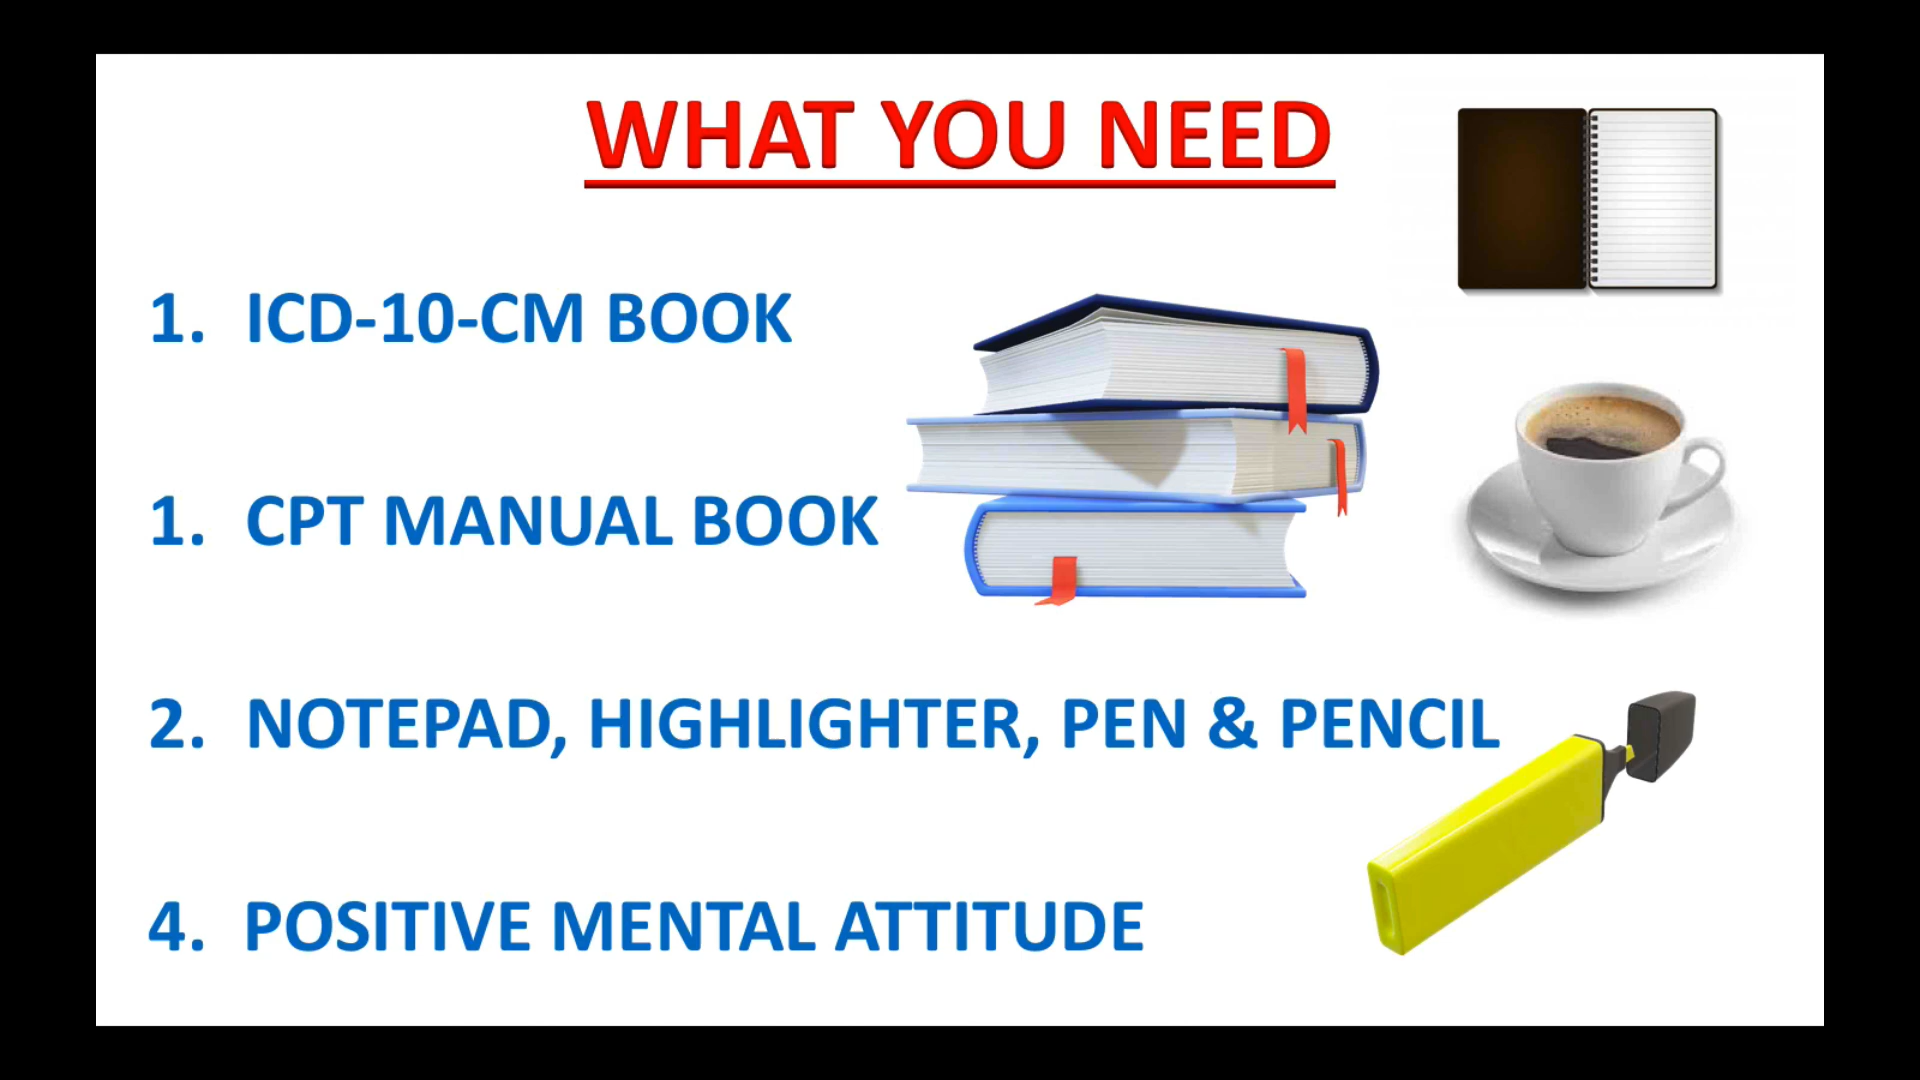 WHAT YOU NEED
1. ICD-10-CM BOOK
1. CPT MANUAL BOOK
2. NOTEPAD, HIGHLIGHTER, PEN & PENCIL
4. POSITIVE MENTAL ATTITUDE